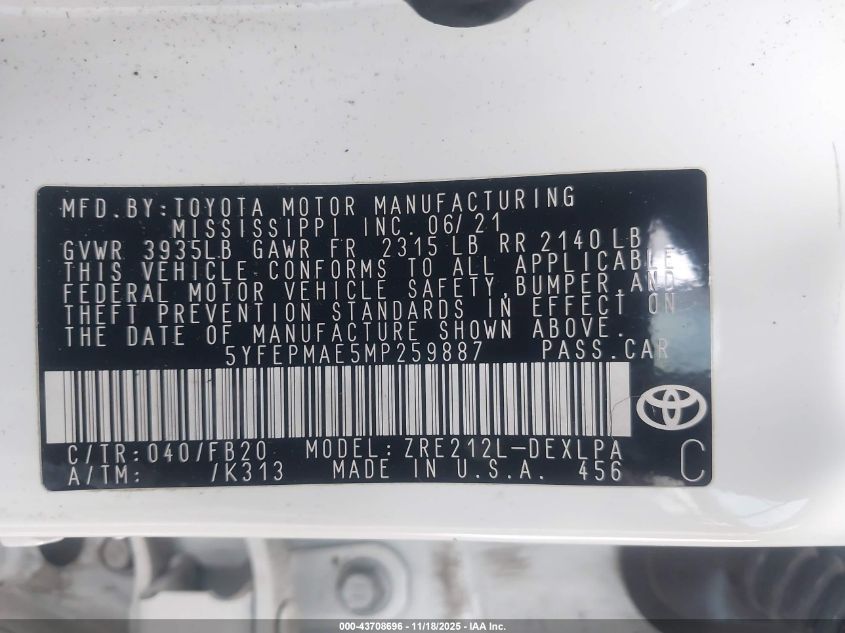 MFD.BY:TOYOTA MOTOR MANUFACTURING
MISSISSIPPI INC. 06/21
GVWR 3935LB GAWR FR 2315 LB RR 2140 LB
THIS VEHICLE CONFORMS TO ALL APPLICABLE
FEDERAL MOTOR VEHICLE SAFETY,BUMPER,AND
THEFT PREVENTION STANDARDS IN EFFECT ON
THE DATE OF MANUFACTURE SHOWN ABOVE.
5YFEPMAE5MP259887 PASS.CAR
C/TR:040/FB20 MODEL:ZRE212L-DEXLPA
A/TM: /K313 MADE IN U.S.A. 456 C
000-43708696 - 11/18/2025 - IAA Inc.